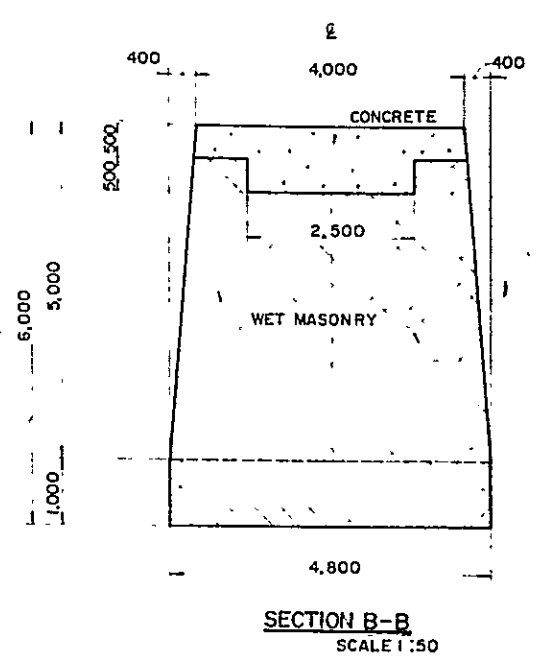 ℄
400
4,000
400
CONCRETE
500
500
2,500
5,000
6,000
WET MASONRY
1,000
4,800
SECTION B-B
SCALE 1:50